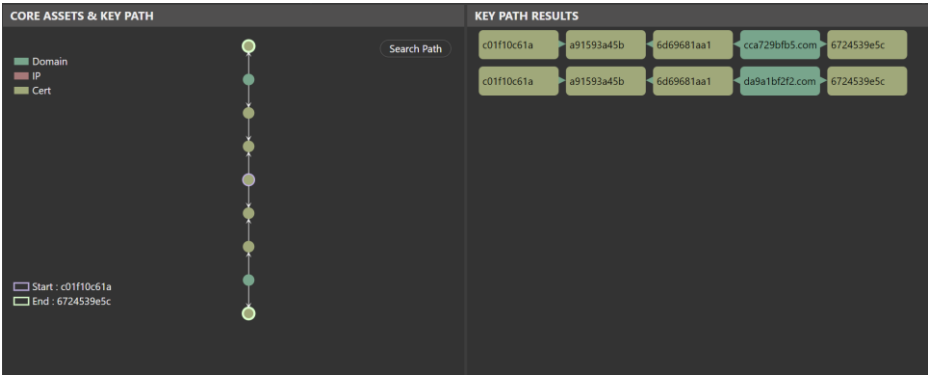 CORE ASSETS & KEY PATH
Search Path
Domain
IP
Cert
Start : c01f10c61a
End : 6724539e5c
KEY PATH RESULTS
c01f10c61a a91593a45b 6d69681aa1 cca729bfb5.com 6724539e5c
c01f10c61a a91593a45b 6d69681aa1 da9a1bf2f2.com 6724539e5c